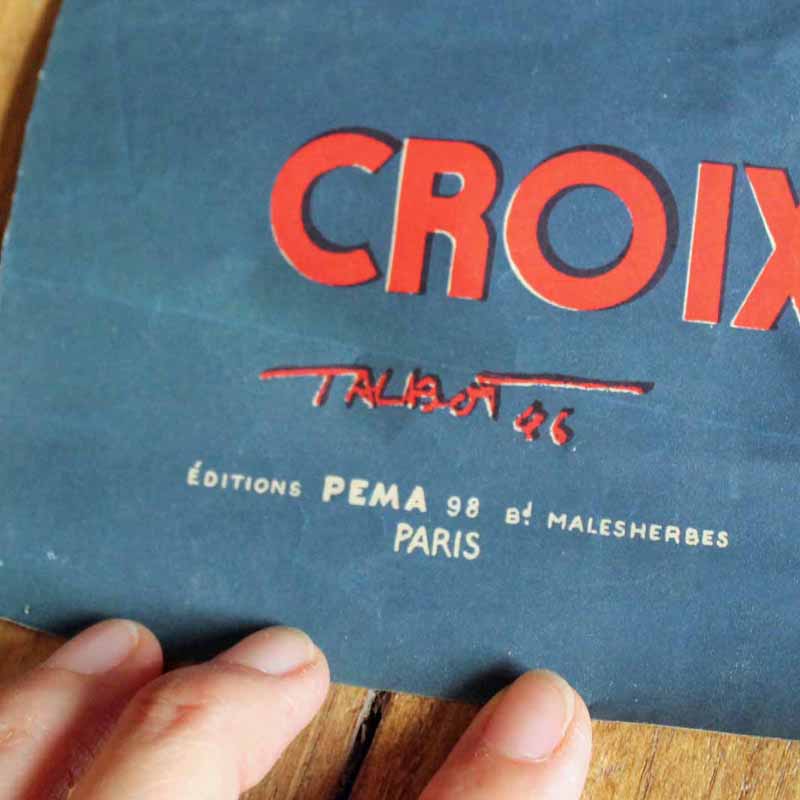 CROIX
TALBOT 46
ÉDITIONS PEMA 98 Bd MALESHERBES
PARIS